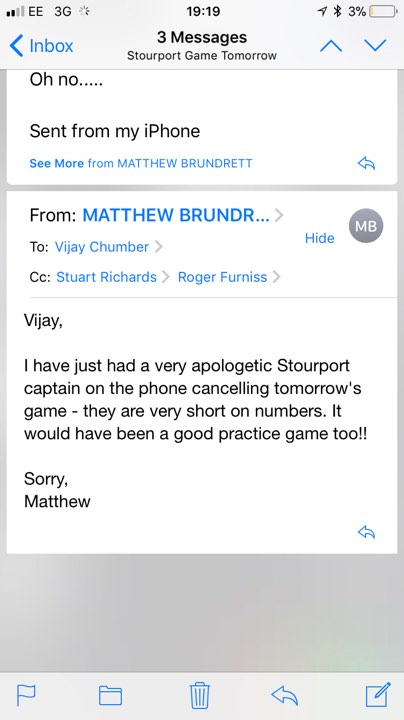 EE 3G 19:19 3%
Inbox
3 Messages
Stourport Game Tomorrow
Oh no.....
Sent from my iPhone
See More from MATTHEW BRUNDRETT
From: MATTHEW BRUNDR...
MB
Hide
To: Vijay Chumber
Cc: Stuart Richards Roger Furniss
Vijay,
I have just had a very apologetic Stourport
captain on the phone cancelling tomorrow's
game - they are very short on numbers. It
would have been a good practice game too!!
Sorry,
Matthew